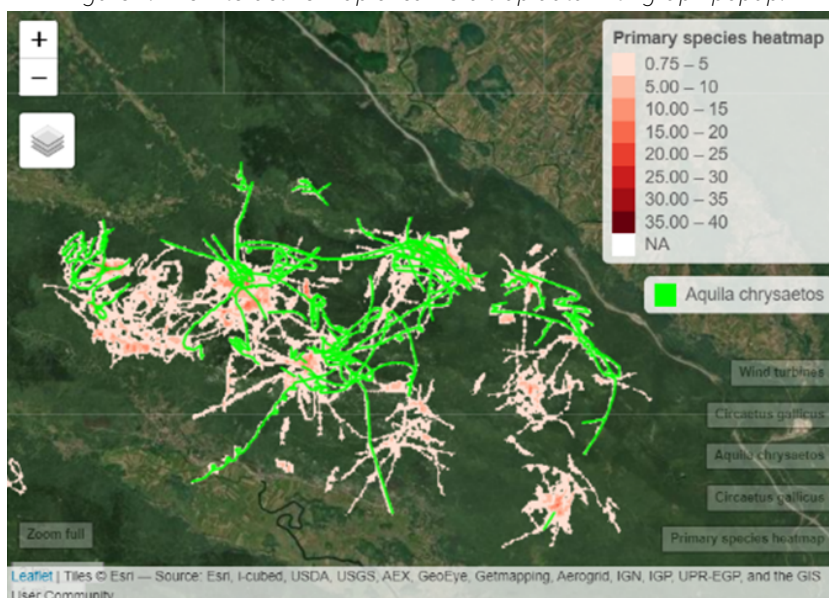 +
Primary species heatmap
0.75 – 5
5.00 – 10
10.00 – 15
15.00 – 20
20.00 – 25
25.00 – 30
30.00 – 35
35.00 – 40
NA
−
Aquila chrysaetos
Wind turbines
Circaetus gallicus
Aquila chrysaetos
Circaetus gallicus
Zoom full
Primary species heatmap
Leaflet | Tiles © Esri — Source: Esri, i-cubed, USDA, USGS, AEX, GeoEye, Getmapping, Aerogrid, IGN, IGP, UPR-EGP, and the GIS
User Community